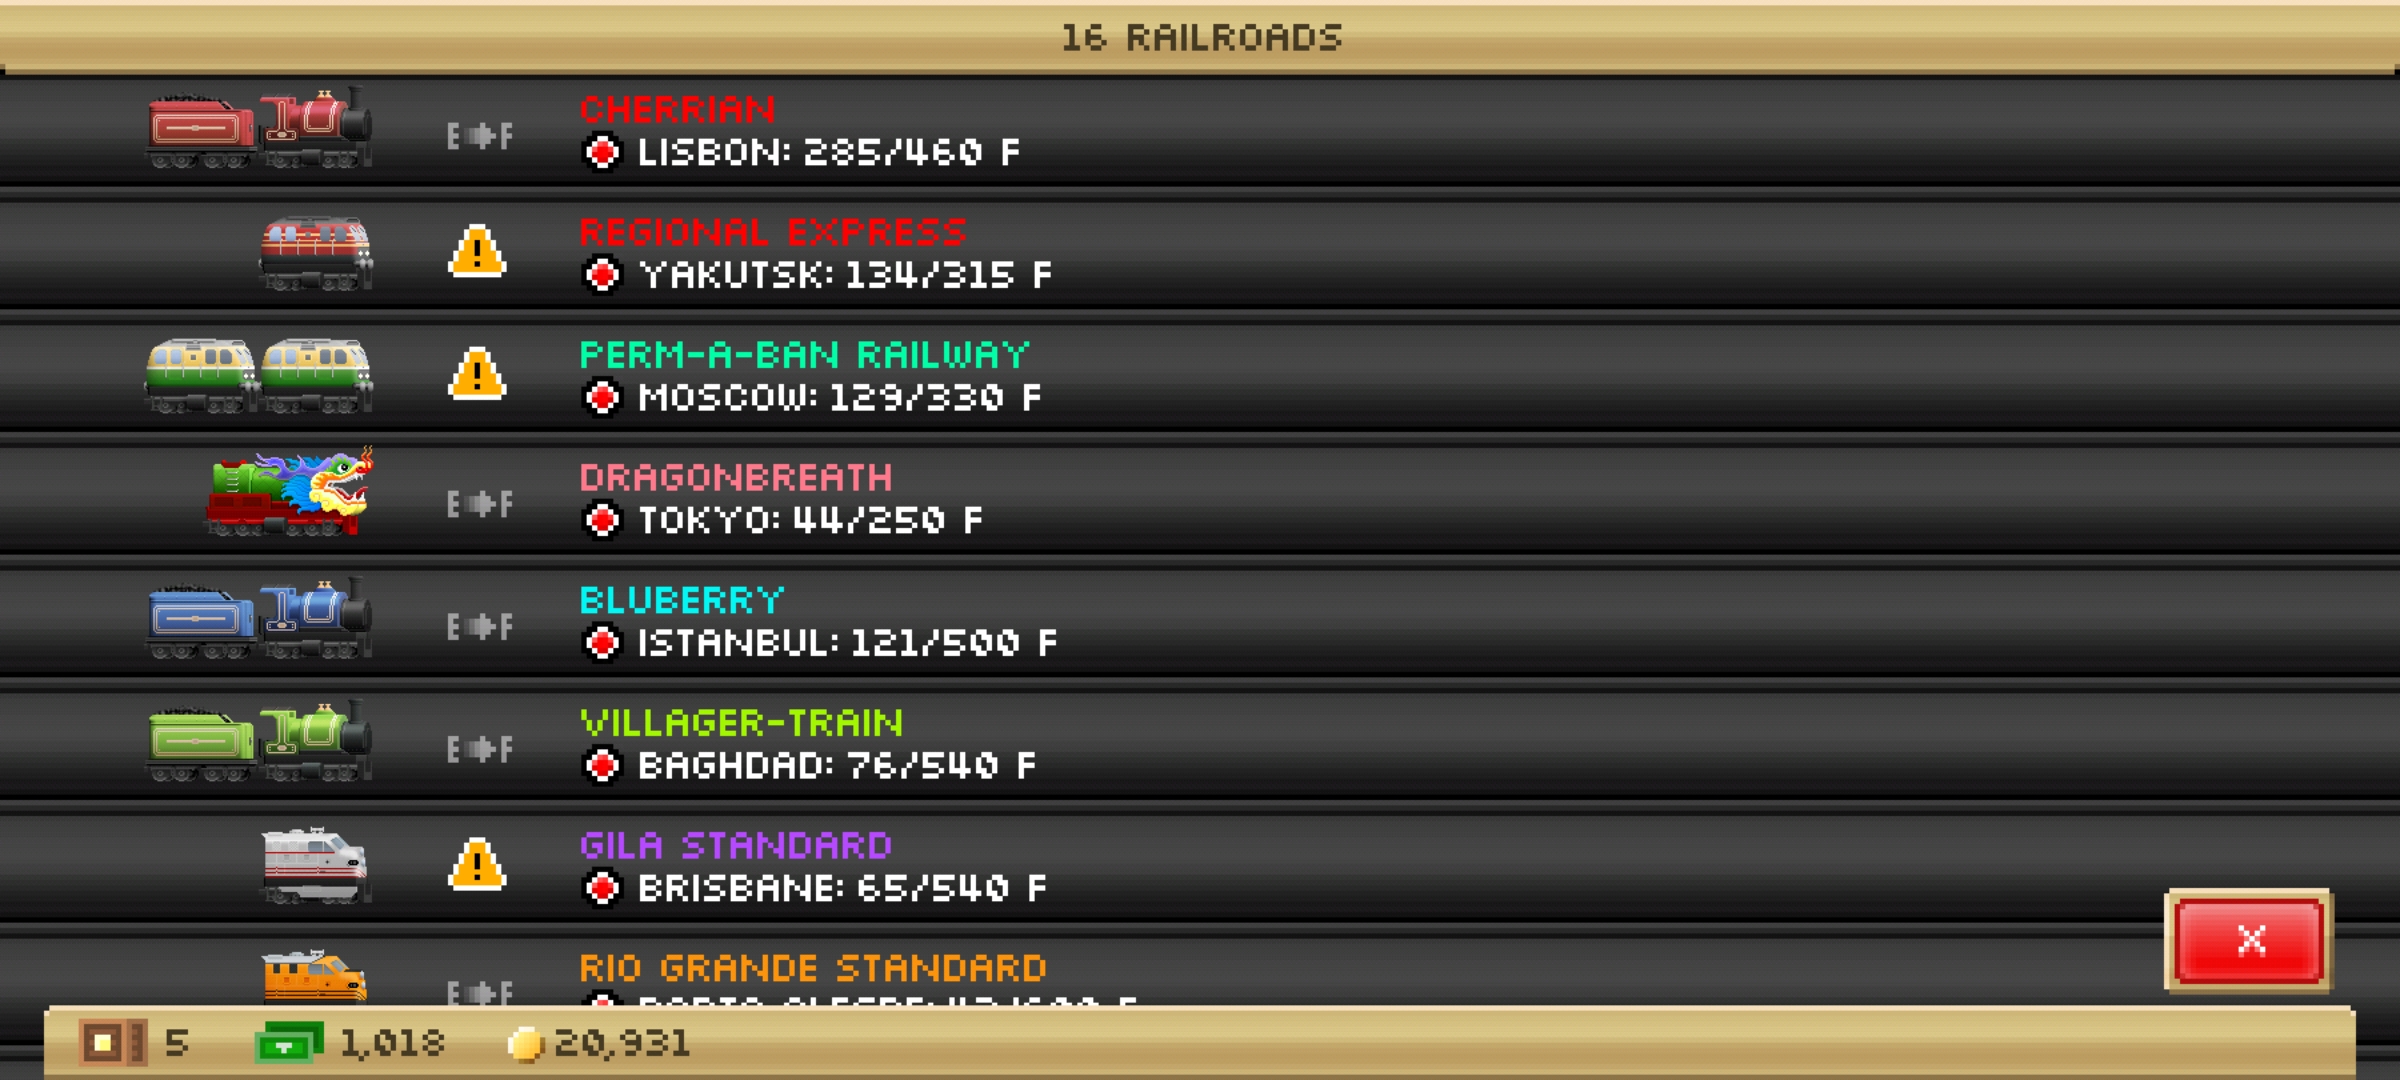 16 RAILROADS
CHERRIAN
E F
LISBON: 285/460 F
REGIONAL EXPRESS
YAKUTSK: 134/315 F
PERM-A-BAN RAILWAY
MOSCOW: 129/330 F
DRAGONBREATH
E F
TOKYO: 44/250 F
BLUBERRY
E F
ISTANBUL: 121/500 F
VILLAGER-TRAIN
E F
BAGHDAD: 76/540 F
GILA STANDARD
BRISBANE: 65/540 F
RIO GRANDE STANDARD
E F
X
5 1,018 20,931